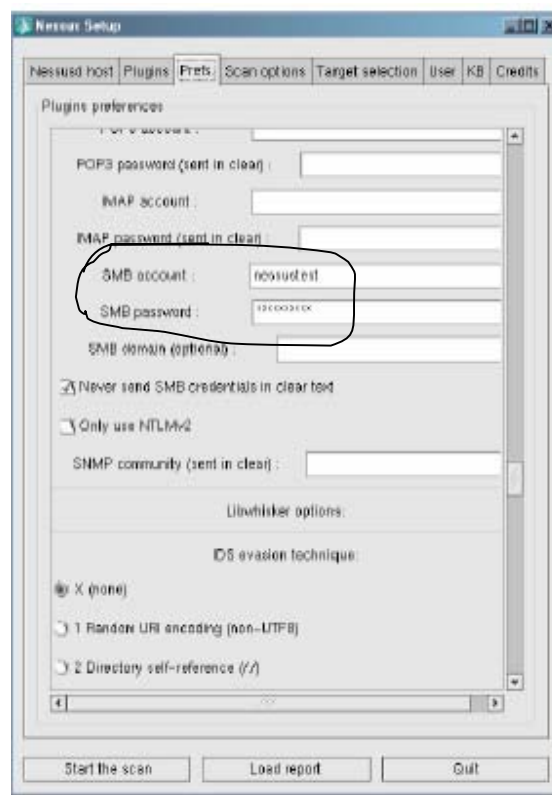 Nessus Setup
Nessusd host Plugins Prefs. Scan options Target selection User KB Credits
Plugins preferences
POP3 password (sent in clear) :
IMAP account :
IMAP password (sent in clear) :
SMB account : nessustest
SMB password :
SMB domain (optional) :
Never send SMB credentials in clear text
Only use NTLMv2
SNMP community (sent in clear) :
Libwhisker options:
IDS evasion technique:
X (none)
1 Random URI encoding (non-UTF8)
2 Directory self-reference (/./)
Start the scan Load report Quit